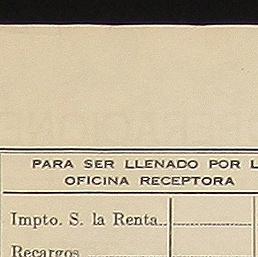 PARA SER LLENADO POR L
OFICINA RECEPTORA
Impto. S. la Renta..
Recargos